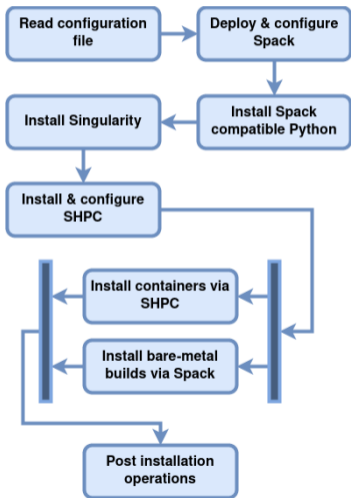 Read configuration
file
Deploy & configure
Spack
Install Spack
compatible Python
Install Singularity
Install & configure
SHPC
Install containers via
SHPC
Install bare-metal
builds via Spack
Post installation
operations